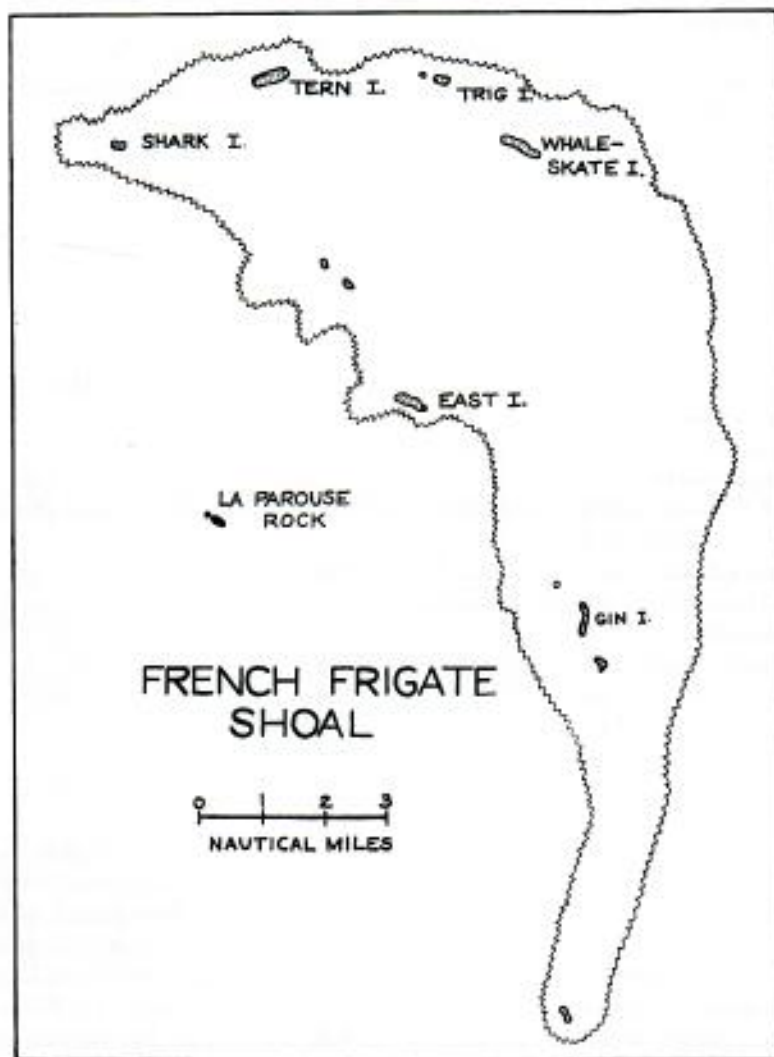 TERN I.
TRIG I.
SHARK I.
WHALE-
SKATE I.
EAST I.
LA PAROUSE
ROCK
GIN I.
FRENCH FRIGATE
SHOAL
0 1 2 3
NAUTICAL MILES